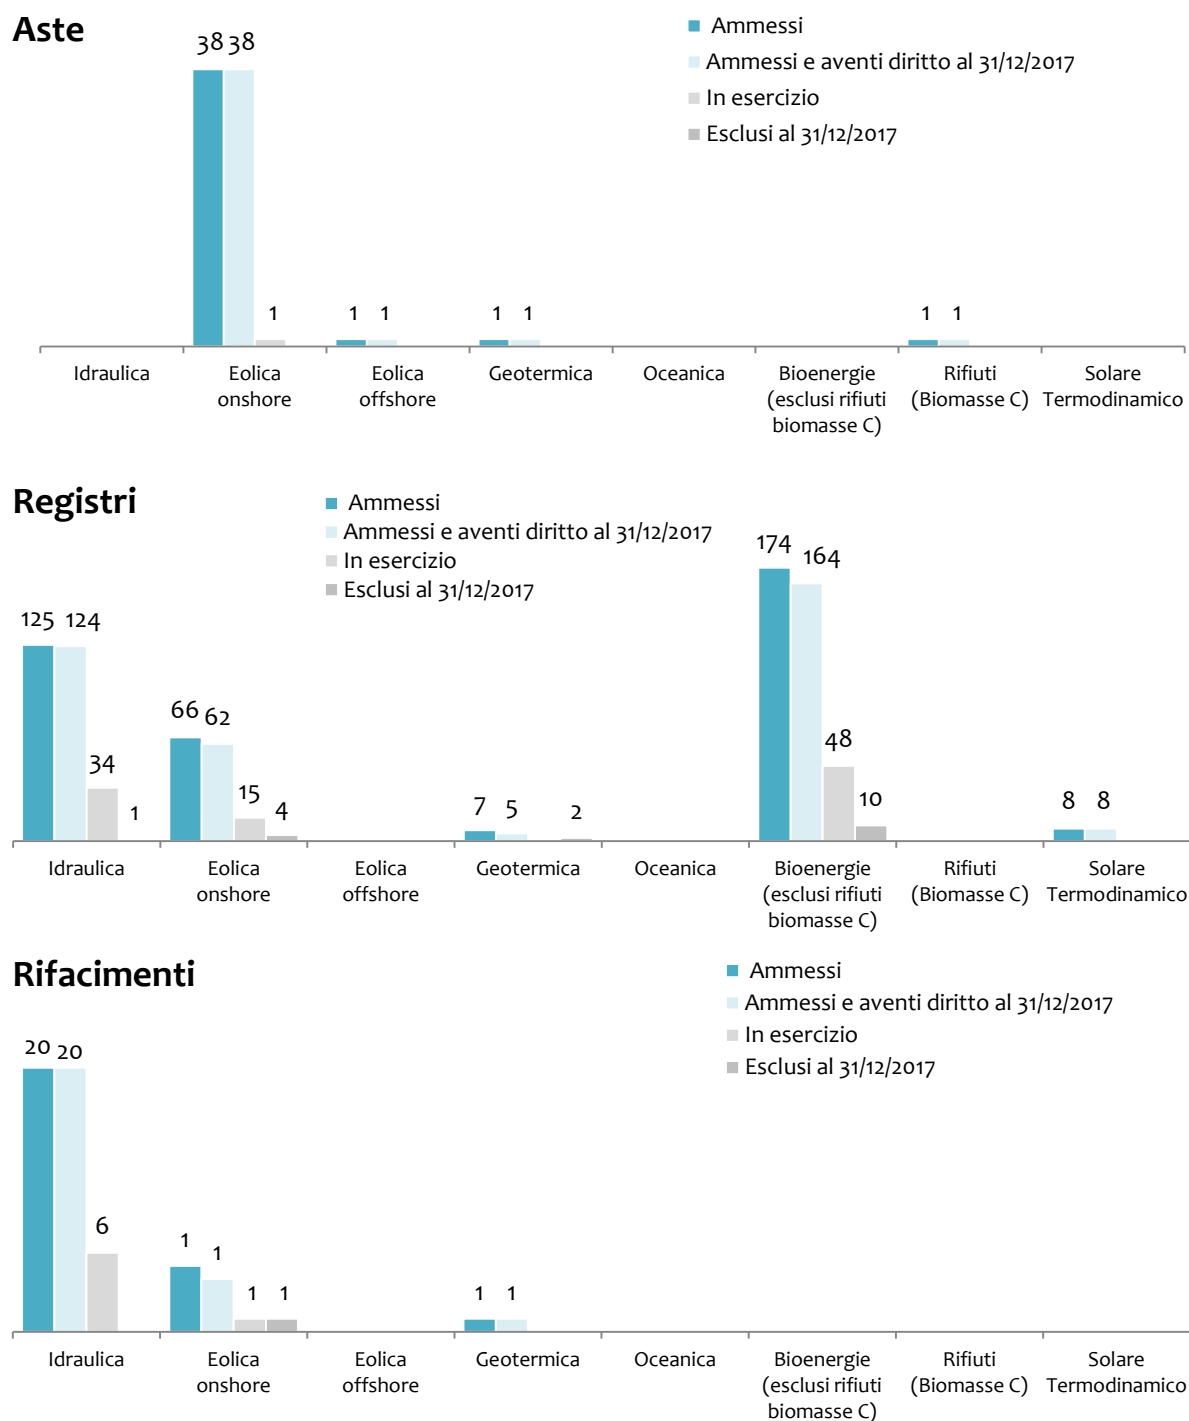 Aste
Ammessi
Ammessi e aventi diritto al 31/12/2017
In esercizio
Esclusi al 31/12/2017
38 38
1
1 1
1 1
1 1
Idraulica
Eolica
onshore
Eolica
offshore
Geotermica
Oceanica
Bioenergie
(esclusi rifiuti
biomasse C)
Rifiuti
(Biomasse C)
Solare
Termodinamico
Registri
Ammessi
Ammessi e aventi diritto al 31/12/2017
In esercizio
Esclusi al 31/12/2017
125 124
34
1
66 62
15
4
7 5
2
174 164
48
10
8 8
Idraulica
Eolica
onshore
Eolica
offshore
Geotermica
Oceanica
Bioenergie
(esclusi rifiuti
biomasse C)
Rifiuti
(Biomasse C)
Solare
Termodinamico
Rifacimenti
Ammessi
Ammessi e aventi diritto al 31/12/2017
In esercizio
Esclusi al 31/12/2017
20 20
6
1
1
1 1
1 1
Idraulica
Eolica
onshore
Eolica
offshore
Geotermica
Oceanica
Bioenergie
(esclusi rifiuti
biomasse C)
Rifiuti
(Biomasse C)
Solare
Termodinamico